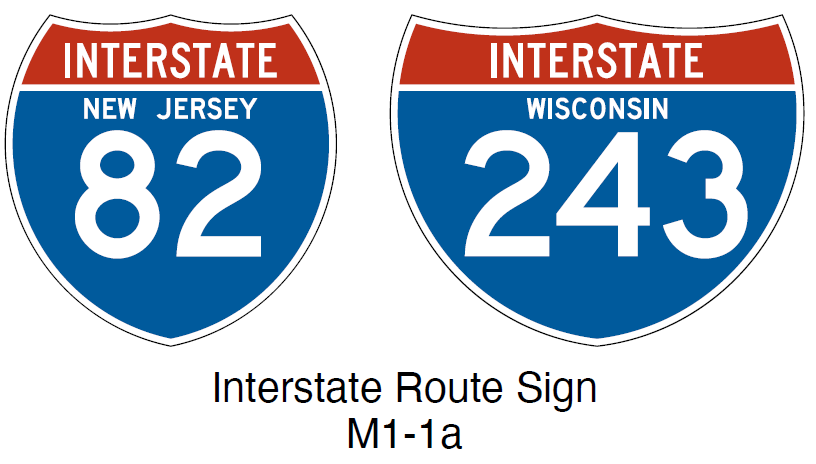 INTERSTATE
NEW JERSEY
82
INTERSTATE
WISCONSIN
243
Interstate Route Sign
M1-1a